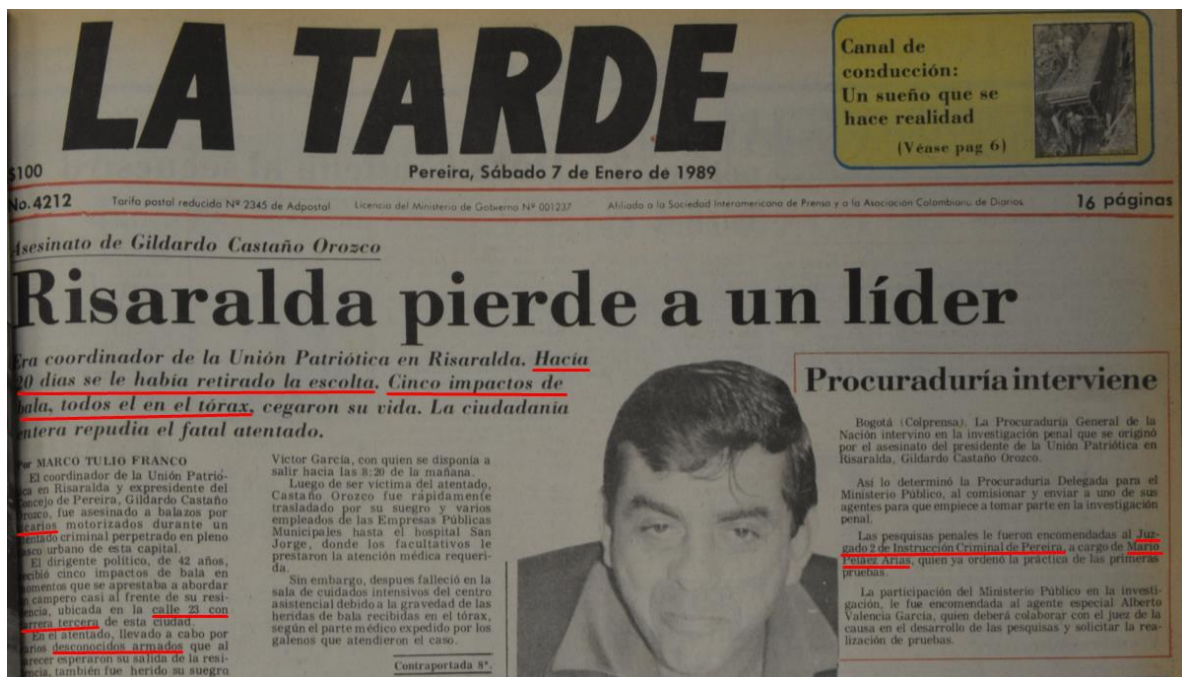 LA TARDE
Canal de
conducción:
Un sueño que se
hace realidad
(Véase pag 6)
$100
Pereira, Sábado 7 de Enero de 1989
No. 4212
Tarifa postal reducida Nº 2345 de Adpostal
Licencia del Ministerio de Gobierno Nº 001237
Afiliado a la Sociedad Interamericana de Prensa y a la Asociación Colombiana de Diarios
16 páginas
Asesinato de Gildardo Castaño Orozco
Risaralda pierde a un líder
Era coordinador de la Unión Patriótica en Risaralda. Hacía
20 días se le había retirado la escolta. Cinco impactos de
bala, todos el en el tórax, cegaron su vida. La ciudadanía
entera repudia el fatal atentado.
Por MARCO TULIO FRANCO
El coordinador de la Unión Patrió-
tica en Risaralda y expresidente del
Concejo de Pereira, Gildardo Castaño
Orozco, fue asesinado a balazos por
sicarios motorizados durante un
atentado criminal perpetrado en pleno
casco urbano de esta capital.
El dirigente político, de 42 años,
recibió cinco impactos de bala en
momentos que se aprestaba a abordar
un campero casi al frente de su resi-
dencia, ubicada en la calle 23 con
carrera tercera de esta ciudad.
En el atentado, llevado a cabo por
varios desconocidos armados que al
parecer esperaron su salida de la resi-
dencia, también fue herido su suegro
Víctor García, con quien se disponía a
salir hacia las 8:20 de la mañana.
Luego de ser víctima del atentado,
Castaño Orozco fue rápidamente
trasladado por su suegro y varios
empleados de las Empresas Públicas
Municipales hasta el hospital San
Jorge, donde los facultativos le
prestaron la atención médica requeri-
da.
Sin embargo, despues falleció en la
sala de cuidados intensivos del centro
asistencial debido a la gravedad de las
heridas de bala recibidas en el tórax,
según el parte médico expedido por los
galenos que atendieron el caso.
Contraportada 8ª.
Procuraduría interviene
Bogotá (Colprensa). La Procuraduría General de la
Nación intervino en la investigación penal que se originó
por el asesinato del presidente de la Unión Patriótica en
Risaralda, Gildardo Castaño Orozco.
Así lo determinó la Procuraduría Delegada para el
Ministerio Público, al comisionar y enviar a uno de sus
agentes para que empiece a tomar parte en la investigación
penal.
Las pesquisas penales le fueron encomendadas al Juz-
gado 2 de Instrucción Criminal de Pereira, a cargo de Mario
Peláez Arias, quien ya ordenó la práctica de las primeras
pruebas.
La participación del Ministerio Público en la investi-
gación, le fue encomendada al agente especial Alberto
Valencia García, quien deberá colaborar con el juez de la
causa en el desarrollo de las pesquisas y solicitar la rea-
lización de pruebas.